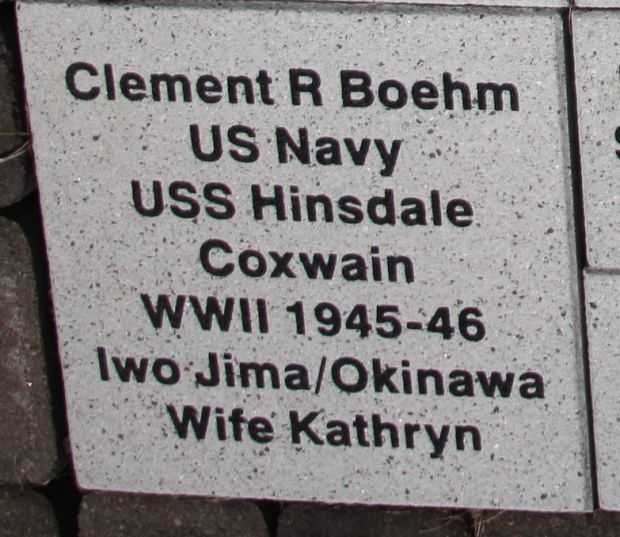 Clement R Boehm
US Navy
USS Hinsdale
Coxwain
WWII 1945-46
Iwo Jima/Okinawa
Wife Kathryn